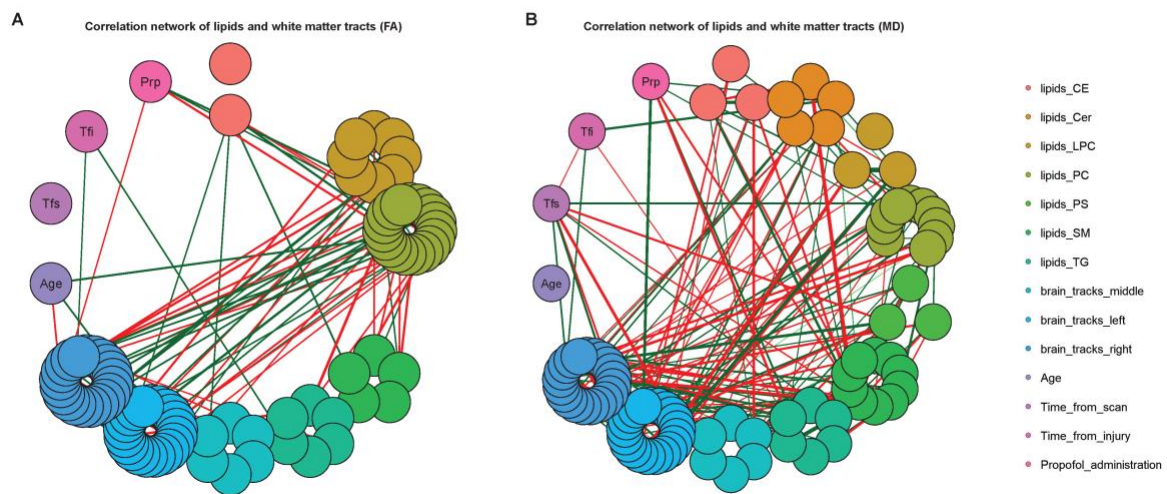 A
Correlation network of lipids and white matter tracts (FA)
Prp
Tfi
Tfs
Age
B
Correlation network of lipids and white matter tracts (MD)
Prp
Tfi
Tfs
Age
lipids_CE
lipids_Cer
lipids_LPC
lipids_PC
lipids_PS
lipids_SM
lipids_TG
brain_tracks_middle
brain_tracks_left
brain_tracks_right
Age
Time_from_scan
Time_from_injury
Propofol_administration